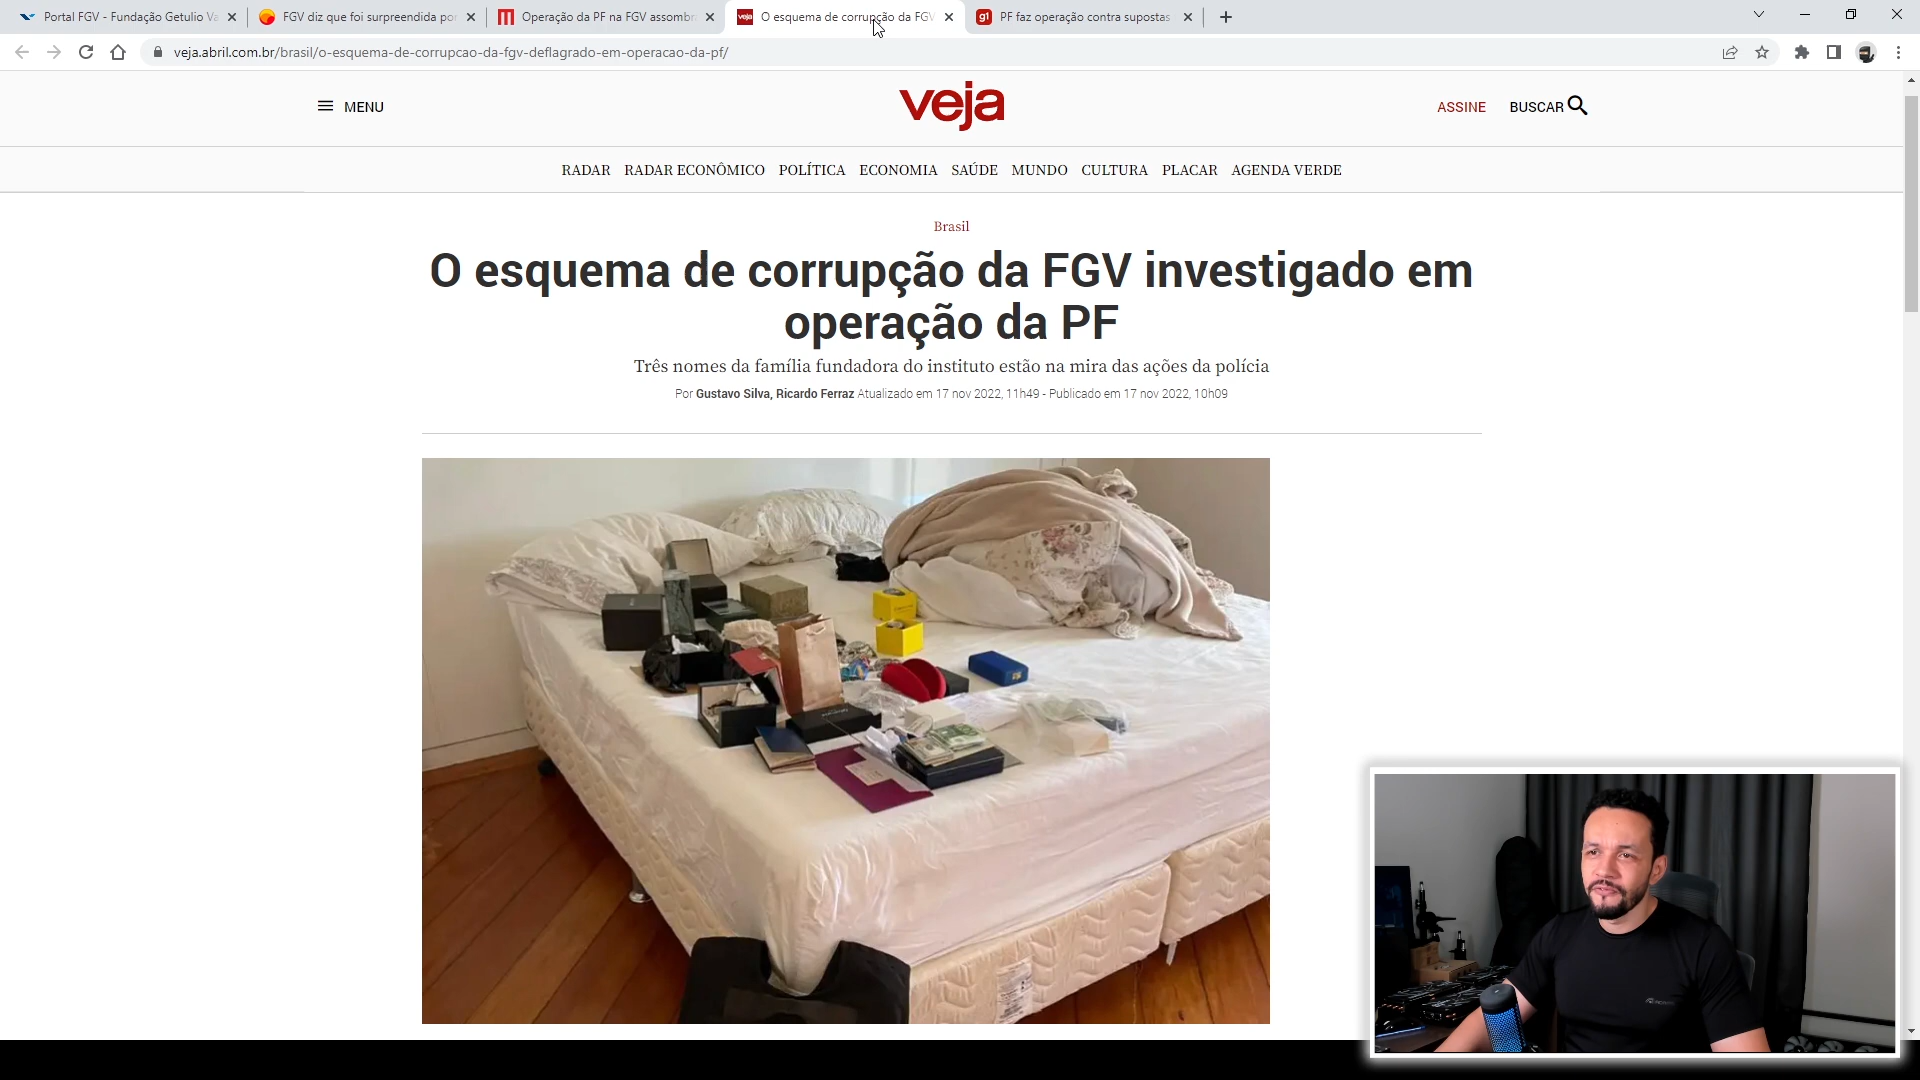 Portal FGV - Fundação Getulio Va
FGV diz que foi surpreendida po
Operação da PF na FGV assombr
veja
O esquema de corrupção da FGV
g1
PF faz operação contra supostas
veja.abril.com.br/brasil/o-esquema-de-corrupcao-da-fgv-deflagrado-em-operacao-da-pf/
MENU
veja
ASSINE
BUSCAR
RADAR RADAR ECONÔMICO POLÍTICA ECONOMIA SAÚDE MUNDO CULTURA PLACAR AGENDA VERDE
Brasil
O esquema de corrupção da FGV investigado em
operação da PF
Três nomes da família fundadora do instituto estão na mira das ações da polícia
Por Gustavo Silva, Ricardo Ferraz Atualizado em 17 nov 2022, 11h49 - Publicado em 17 nov 2022, 10h09